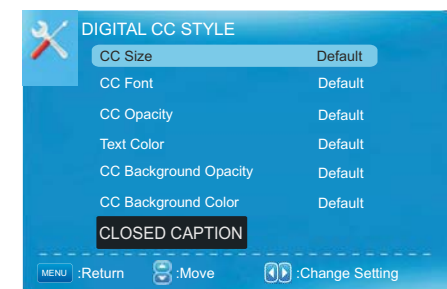 DIGITAL CC STYLE
CC Size Default
CC Font Default
CC Opacity Default
Text Color Default
CC Background Opacity Default
CC Background Color Default
CLOSED CAPTION
MENU :Return :Move :Change Setting